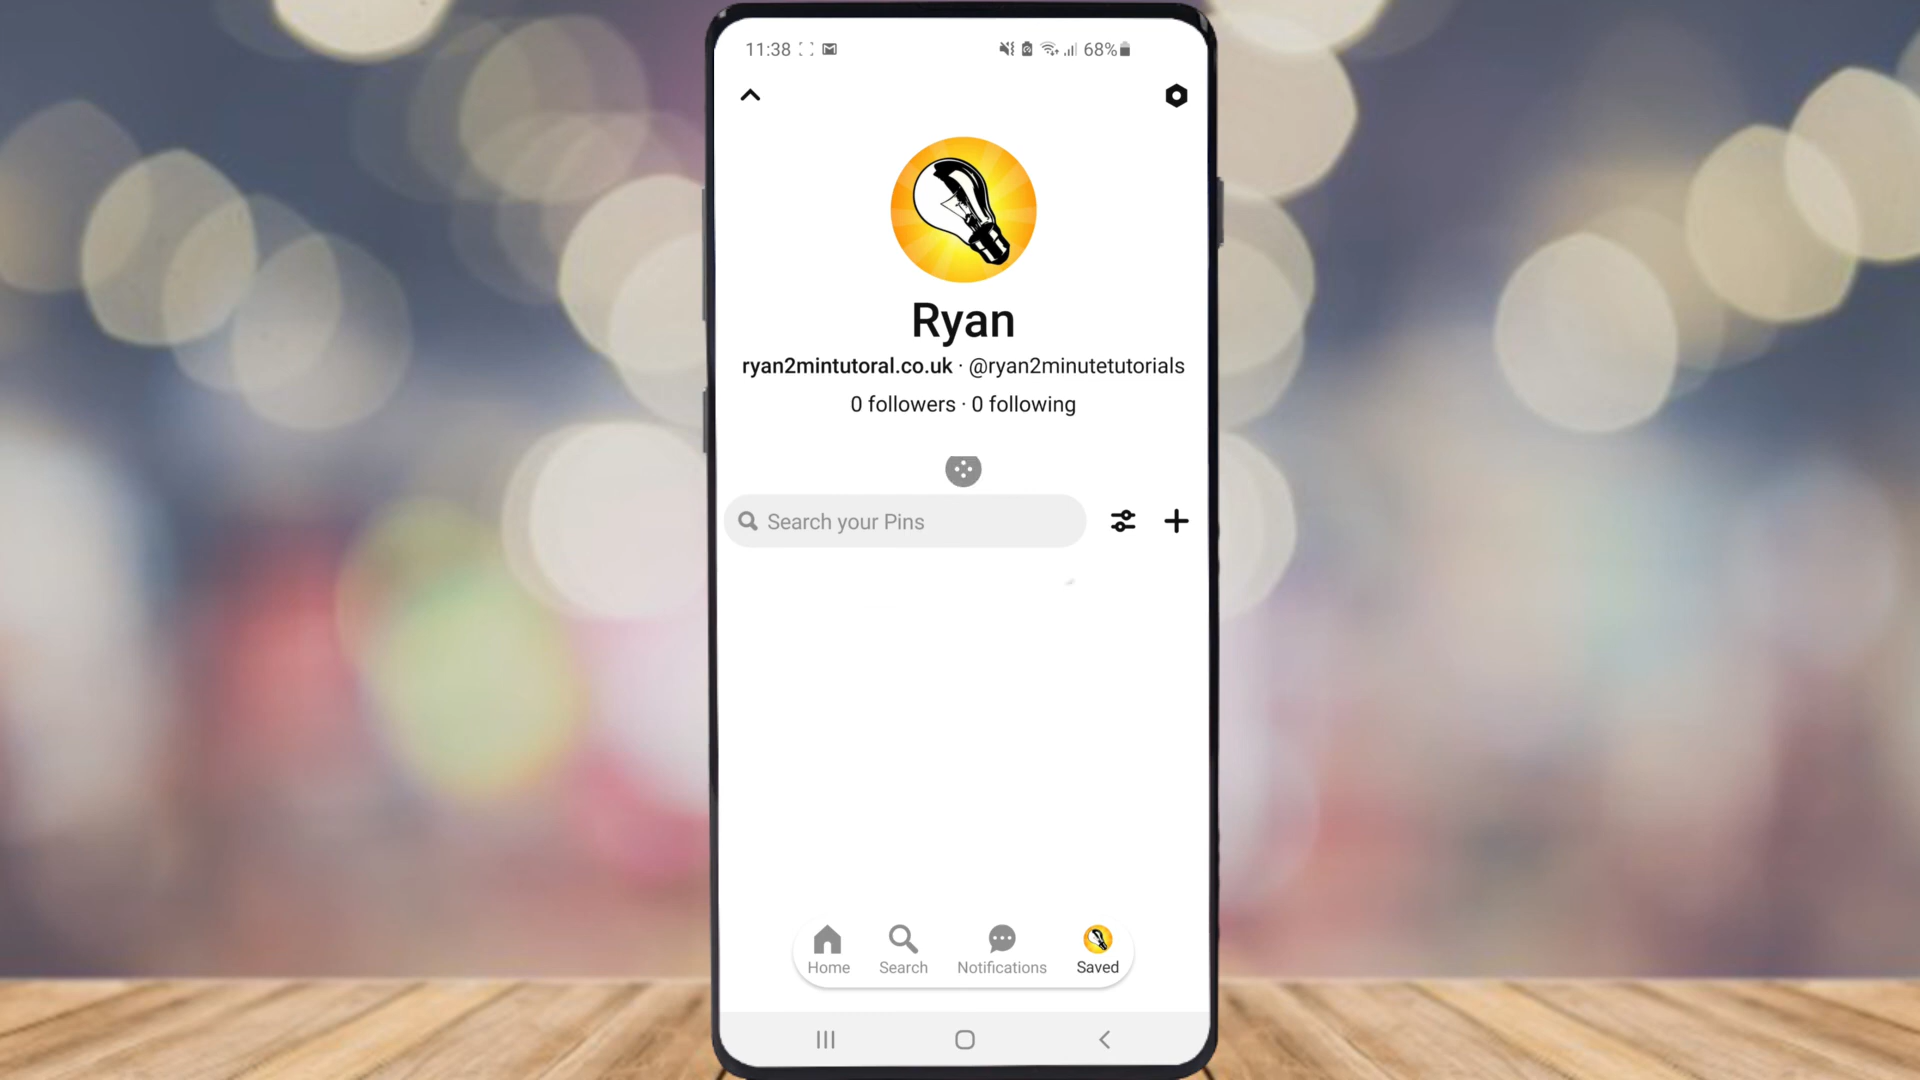 11:38 68%
Ryan
ryan2mintutoral.co.uk · @ryan2minutetutorials
0 followers · 0 following
Search your Pins
Home Search Notifications Saved